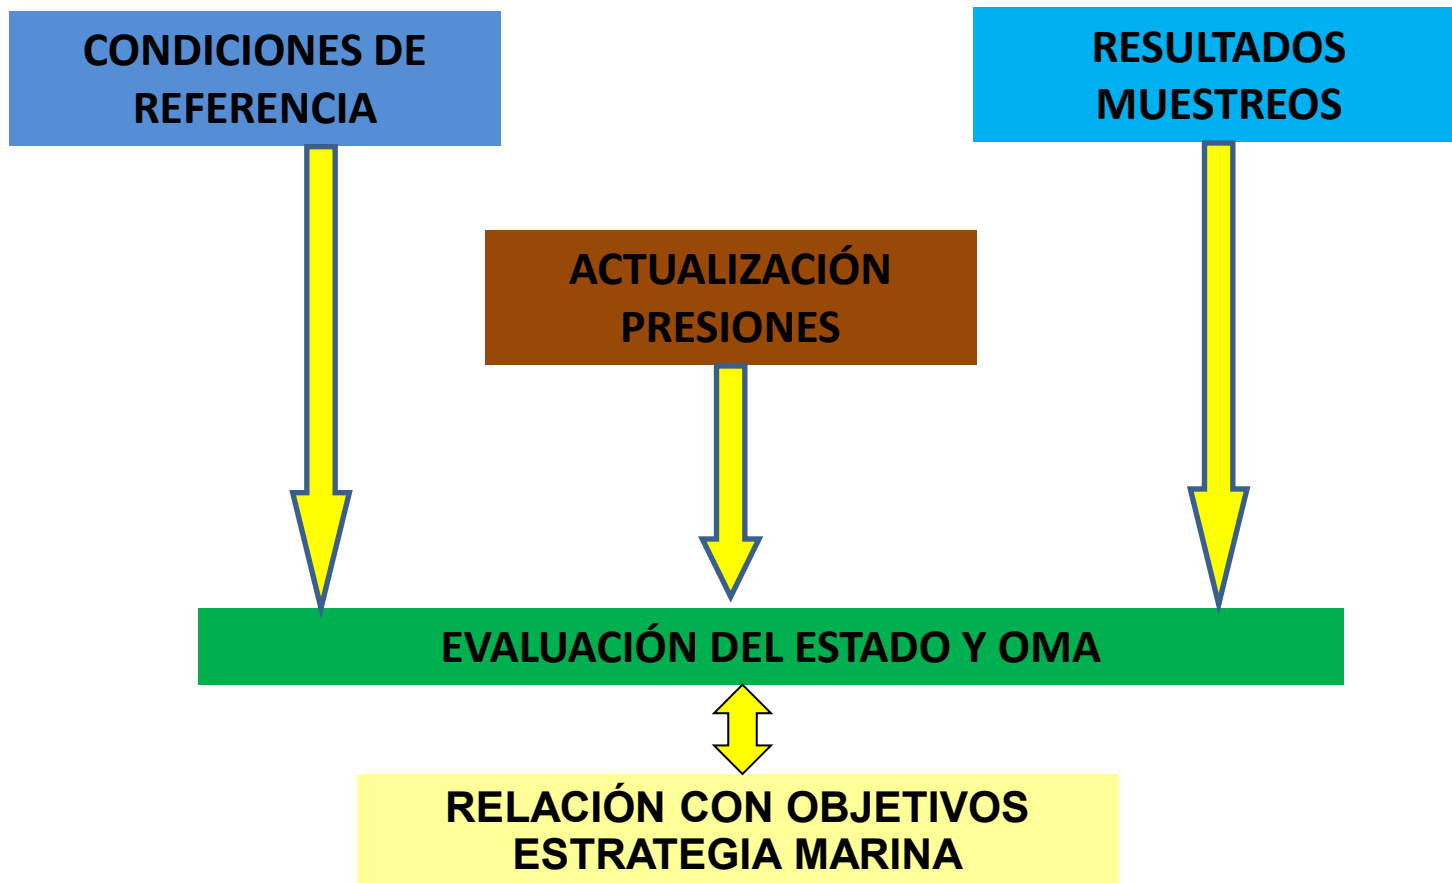 CONDICIONES DE
REFERENCIA
RESULTADOS
MUESTREOS
ACTUALIZACIÓN
PRESIONES
EVALUACIÓN DEL ESTADO Y OMA
RELACIÓN CON OBJETIVOS
ESTRATEGIA MARINA